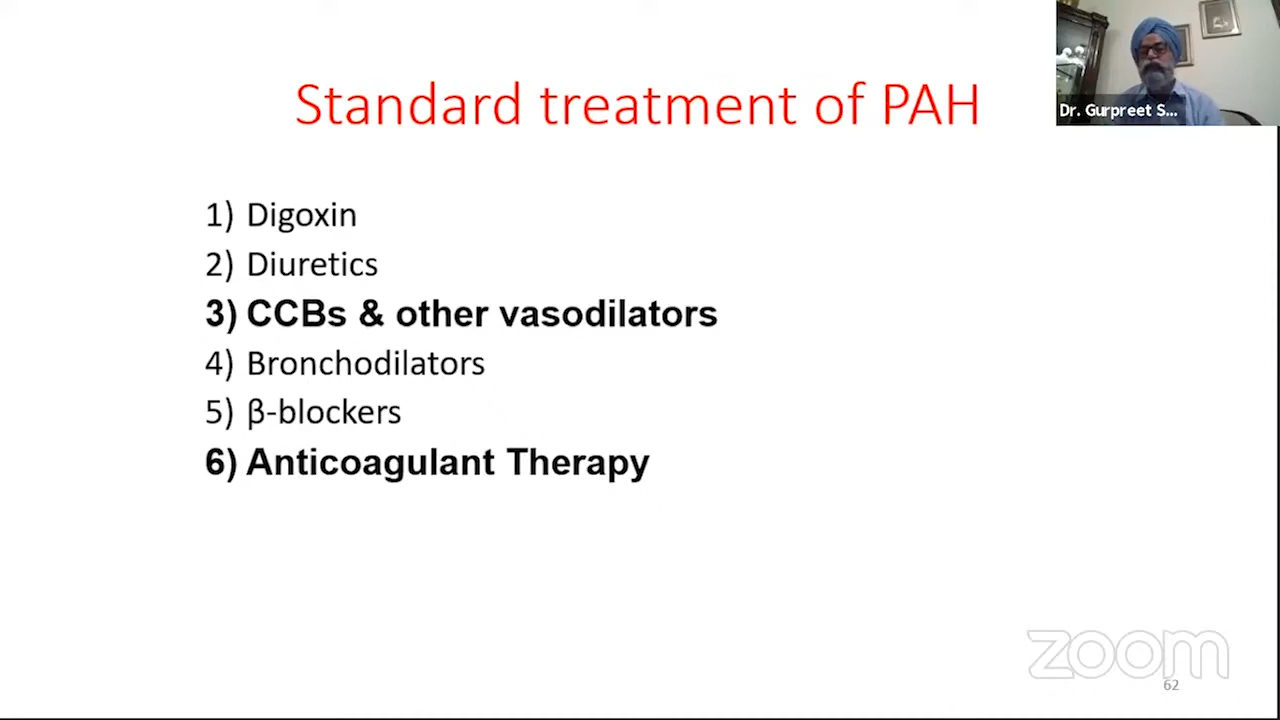 Standard treatment of PAH
Dr. Gurpreet S...
1) Digoxin
2) Diuretics
3) CCBs & other vasodilators
4) Bronchodilators
5) β-blockers
6) Anticoagulant Therapy
zoom
62